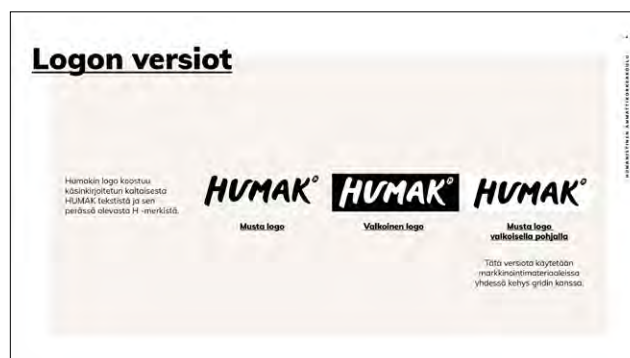 Logon versiot
Humakin logo koostuu
käsinkirjoitetun kaltaisesta
HUMAK tekstistä ja sen
perässä olevasta H -merkistä.
HUMAK
Musta logo
HUMAK
Valkoinen logo
HUMAK
Musta logo
valkoisella pohjalla
Tätä versiota käytetään
markkinointimateriaaleissa
yhdessä kehys gridin kanssa.
HUMANISTINEN AMMATTIKORKEAKOULU